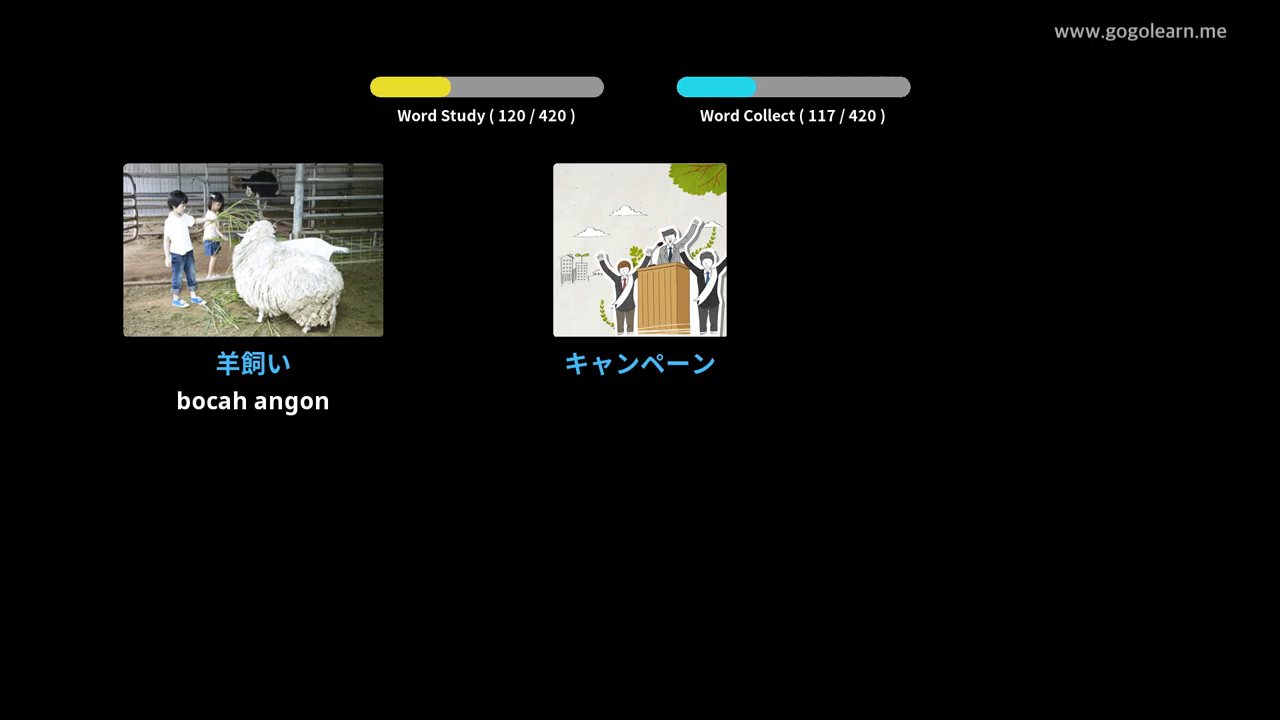 www.gogolearn.me
Word Study ( 120 / 420 )
Word Collect ( 117 / 420 )
羊飼い
bocah angon
キャンペーン